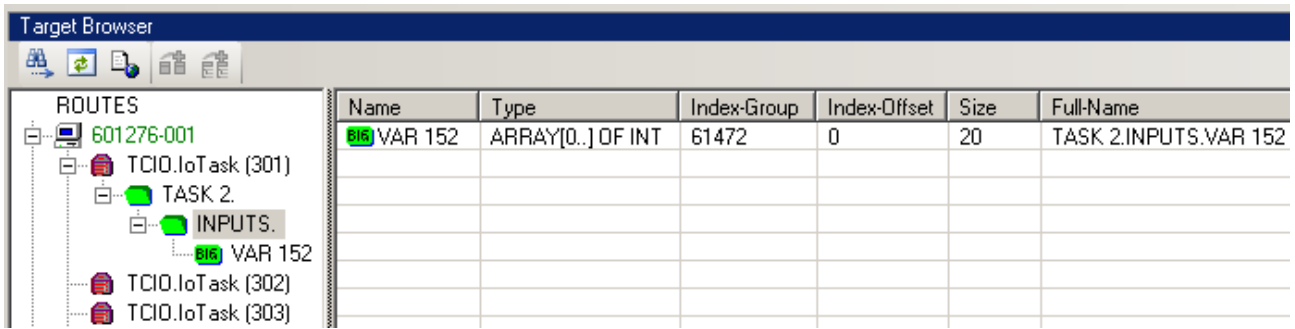 Target Browser
ROUTES
601276-001
TCIO.IoTask (301)
TASK 2.
INPUTS.
BIG VAR 152
TCIO.IoTask (302)
TCIO.IoTask (303)
Name Type Index-Group Index-Offset Size Full-Name
BIG VAR 152 ARRAY[0..] OF INT 61472 0 20 TASK 2.INPUTS.VAR 152